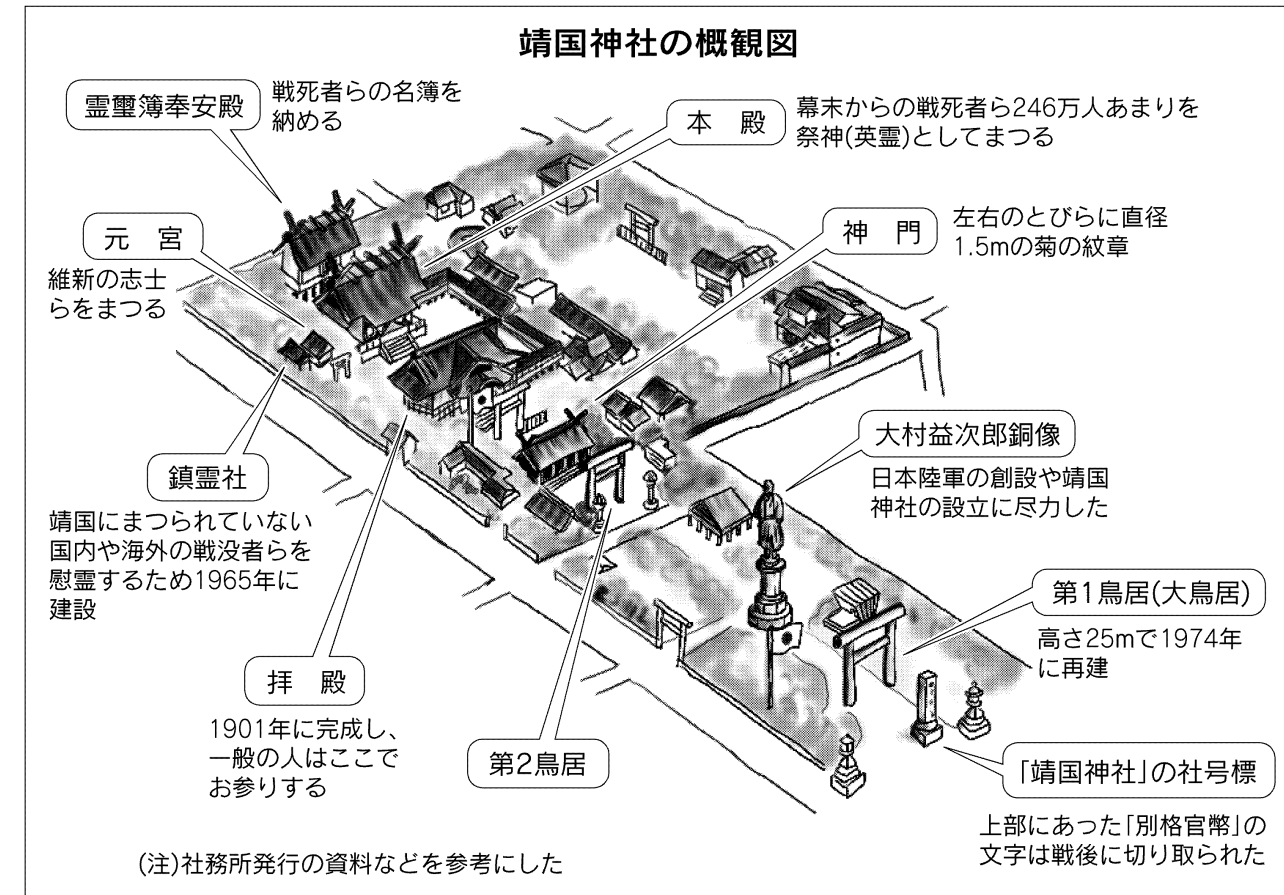 靖国神社の概観図
霊璽簿奉安殿
戦死者らの名簿を
納める
本　殿
幕末からの戦死者ら246万人あまりを
祭神(英霊)としてまつる
元　宮
維新の志士
らをまつる
神　門
左右のとびらに直径
1.5mの菊の紋章
大村益次郎銅像
日本陸軍の創設や靖国
神社の設立に尽力した
鎮霊社
靖国にまつられていない
国内や海外の戦没者らを
慰霊するため1965年に
建設
第1鳥居(大鳥居)
高さ25mで1974年
に再建
拝　殿
1901年に完成し、
一般の人はここで
お参りする
第2鳥居
「靖国神社」の社号標
上部にあった「別格官幣」の
文字は戦後に切り取られた
(注)社務所発行の資料などを参考にした